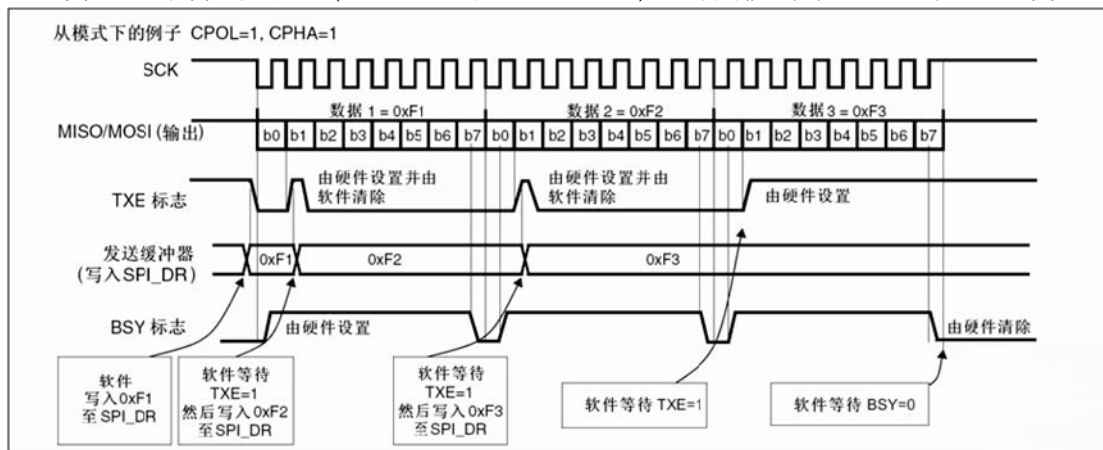 从模式下的例子 CPOL=1, CPHA=1
SCK
数据 1 = 0xF1
数据 2 = 0xF2
数据 3 = 0xF3
MISO/MOSI (输出)
b0 b1 b2 b3 b4 b5 b6 b7 b0 b1 b2 b3 b4 b5 b6 b7 b0 b1 b2 b3 b4 b5 b6 b7
TXE 标志
由硬件设置并由
软件清除
由硬件设置并由
软件清除
由硬件设置
发送缓冲器
(写入SPI_DR)
0xF1
0xF2
0xF3
BSY 标志
由硬件设置
由硬件清除
软件
写入0xF1
至SPI_DR
软件等待
TXE=1
然后写入0xF2
至SPI_DR
软件等待
TXE=1
然后写入0xF3
至SPI_DR
软件等待 TXE=1
软件等待 BSY=0